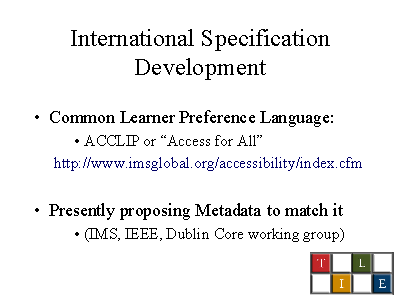 International Specification
Development
• Common Learner Preference Language:
• ACCLIP or “Access for All”
http://www.imsglobal.org/accessibility/index.cfm
• Presently proposing Metadata to match it
• (IMS, IEEE, Dublin Core working group)
T L
I E